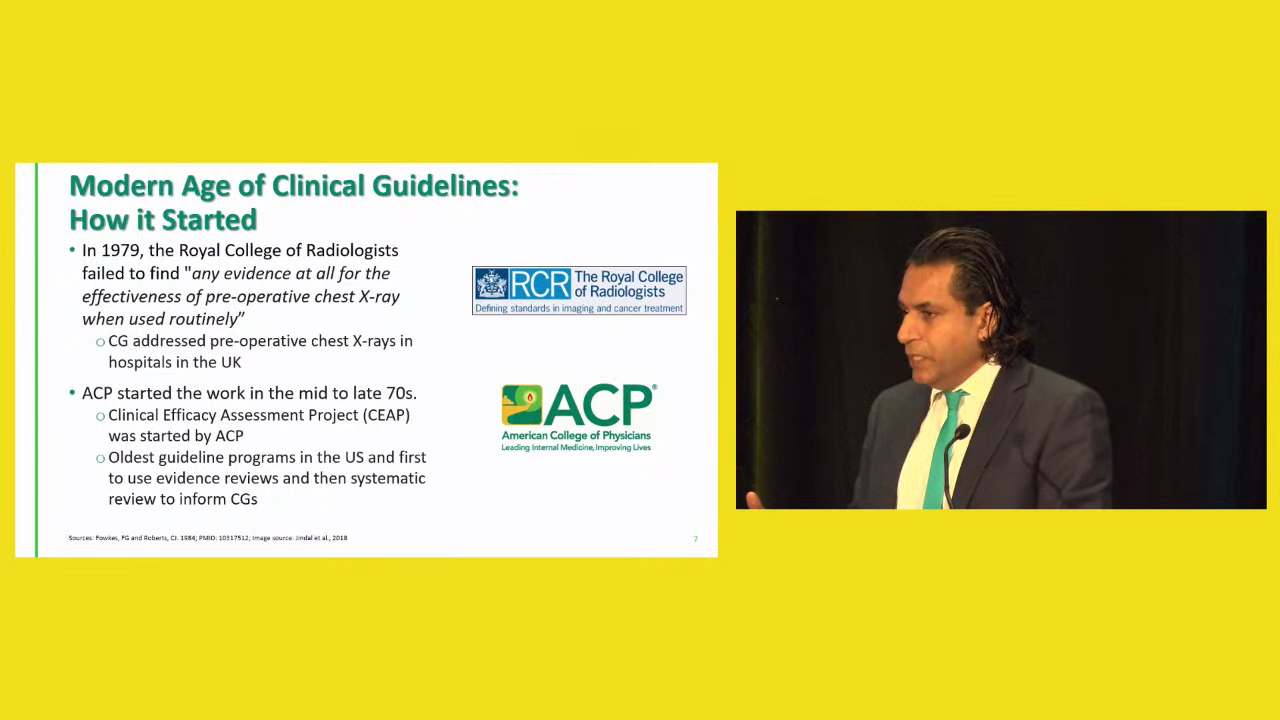 Modern Age of Clinical Guidelines:
How it Started
• In 1979, the Royal College of Radiologists
failed to find "any evidence at all for the
effectiveness of pre-operative chest X-ray
when used routinely”
○ CG addressed pre-operative chest X-rays in
hospitals in the UK
• ACP started the work in the mid to late 70s.
○ Clinical Efficacy Assessment Project (CEAP)
was started by ACP
○ Oldest guideline programs in the US and first
to use evidence reviews and then systematic
review to inform CGs
RCR The Royal College
of Radiologists
Defining standards in imaging and cancer treatment
ACP®
American College of Physicians
Leading Internal Medicine, Improving Lives
Sources: Fowkes, FG and Roberts, CJ. 1984; PMID: 10317512; Image source: Jindal et al., 2018
7